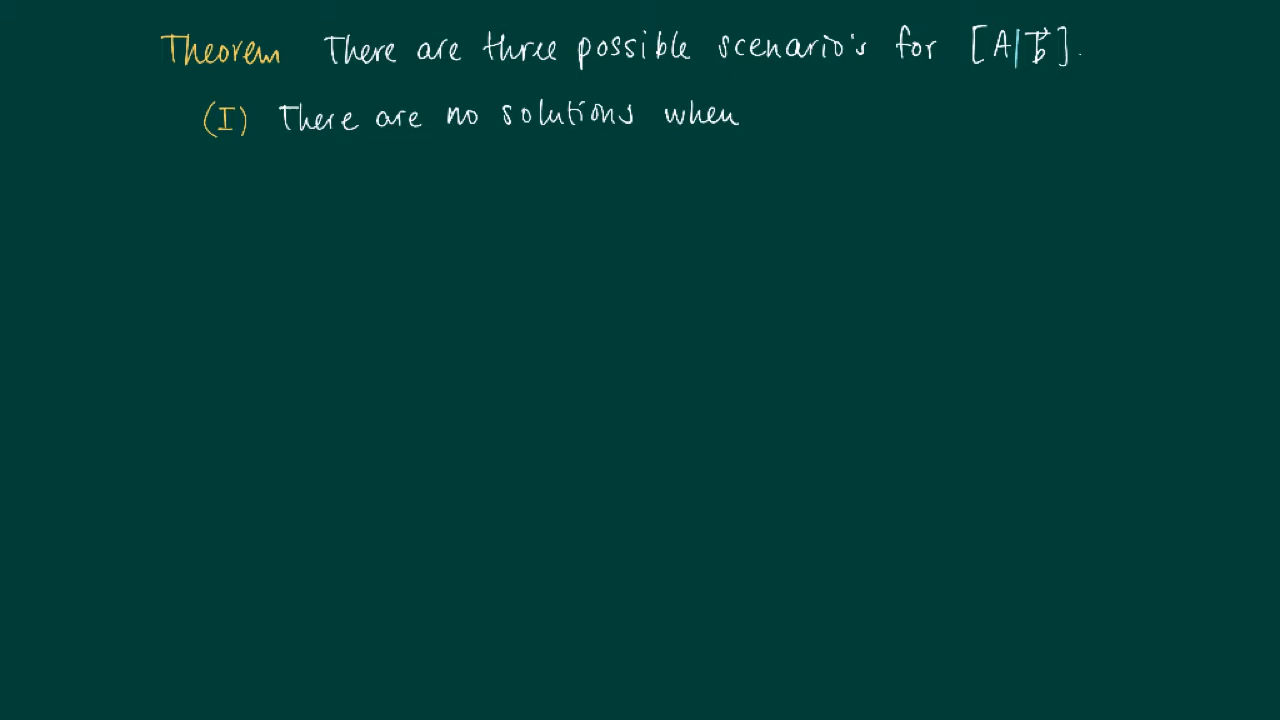 Theorem There are three possible scenario's for [A|b⃗].
(I) There are no solutions when